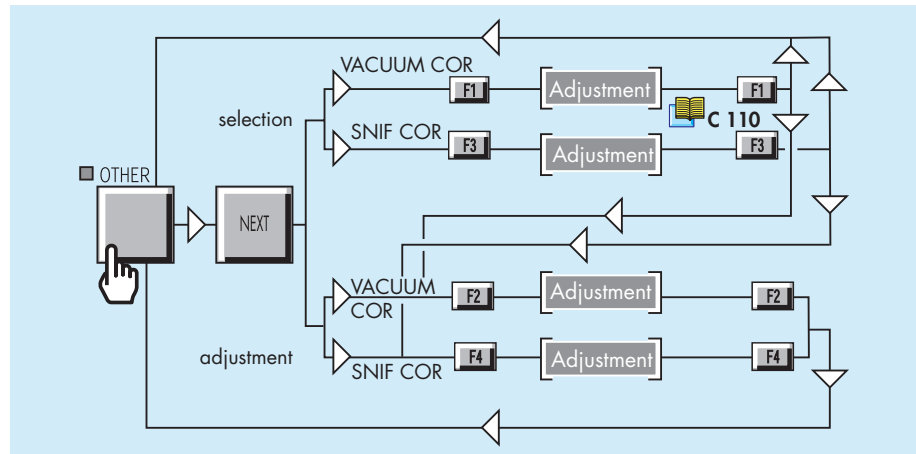 VACUUM COR
F1
Adjustment
F1
selection
C 110
SNIF COR
F3
Adjustment
F3
OTHER
NEXT
VACUUM
COR
F2
Adjustment
F2
adjustment
SNIF COR
F4
Adjustment
F4